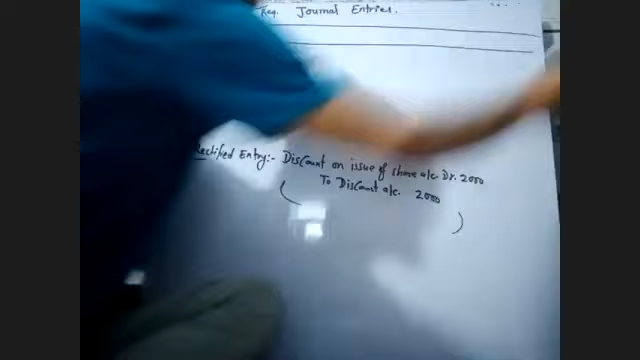 Req. Journal Entries.
Rectified Entry:- Discount on issue of share a/c. Dr. 2000
To Discount a/c. 2000
( )